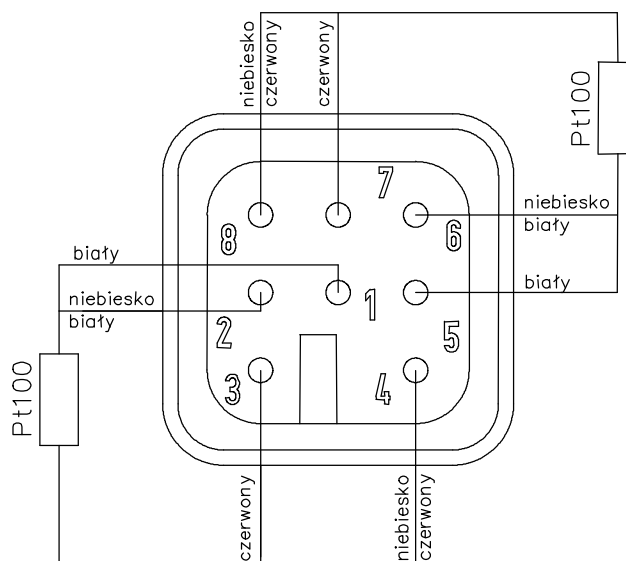 niebiesko
czerwony
czerwony
Pt100
7
8
6
niebiesko
biały
biały
biały
niebiesko
biały
1
2
5
3
4
Pt100
czerwony
niebiesko
czerwony